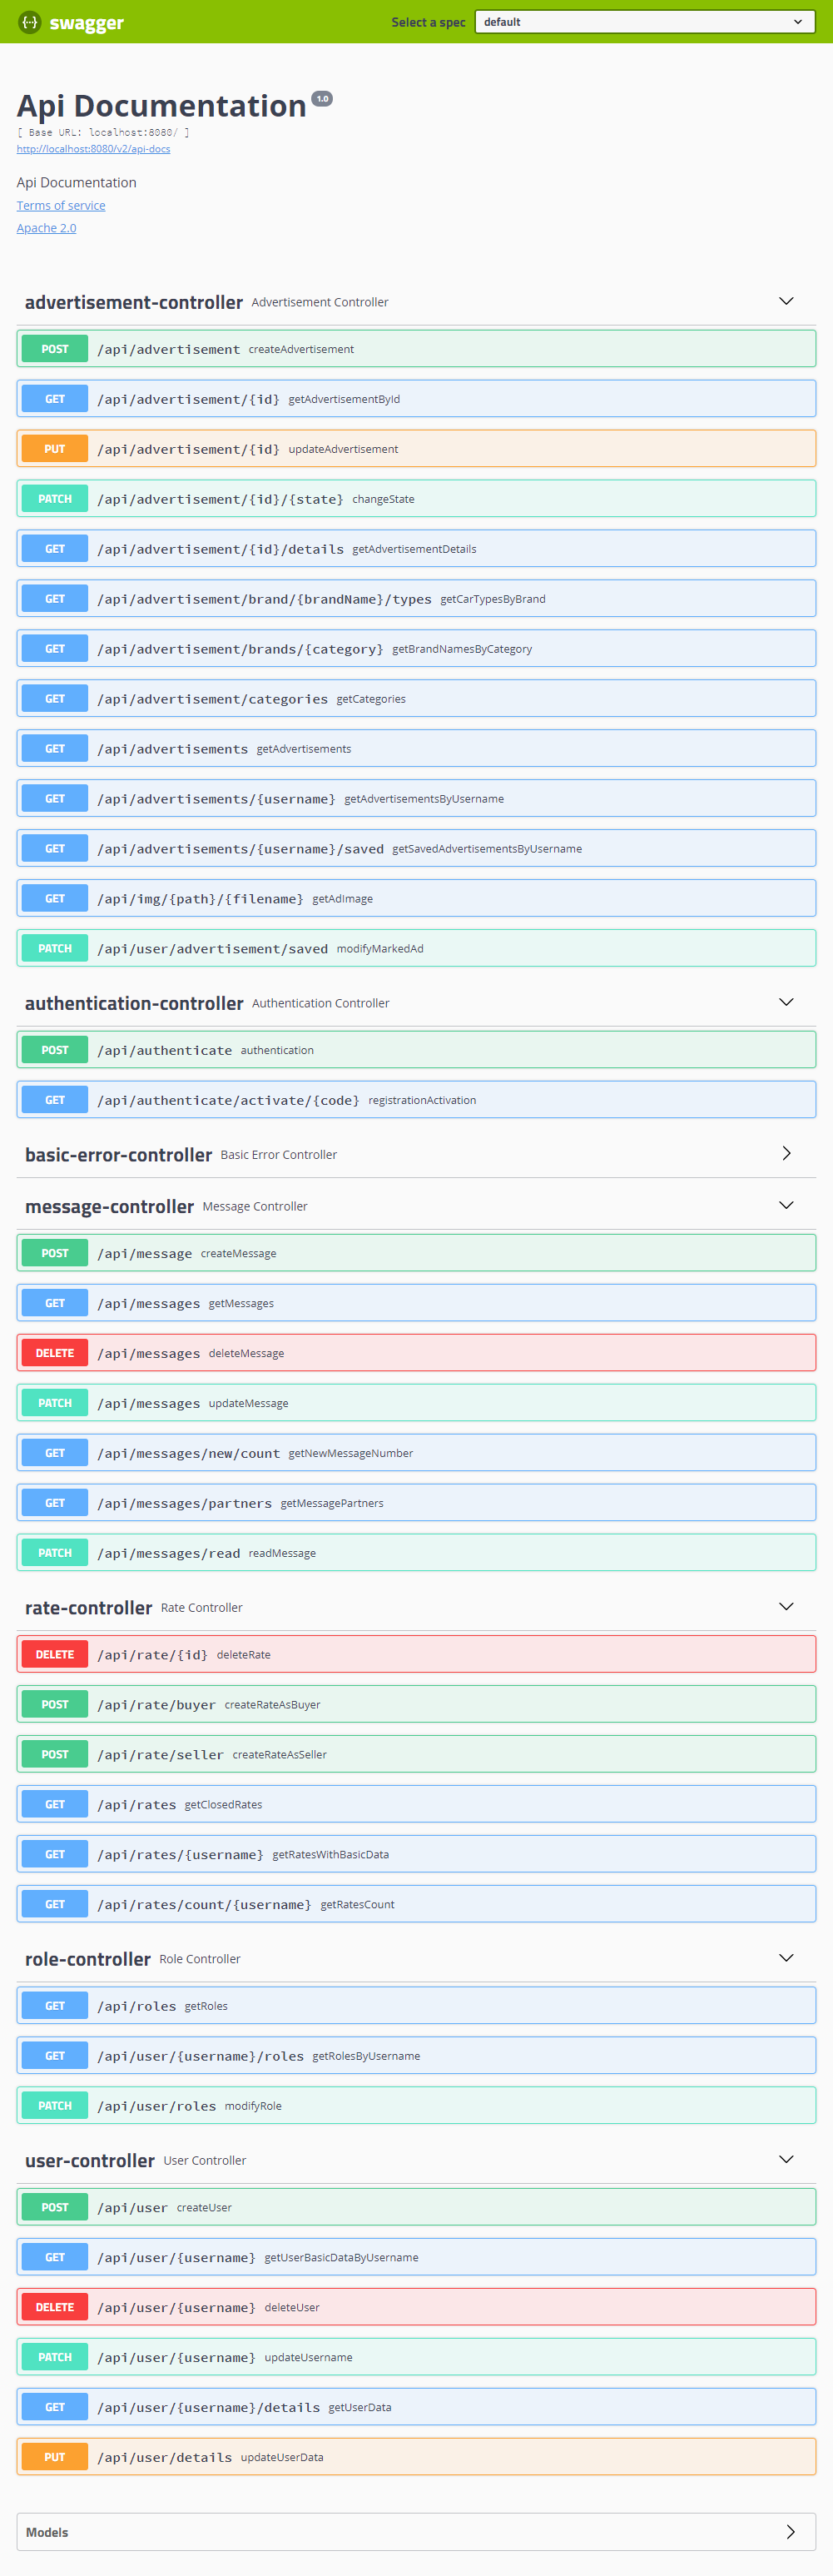 {···} swagger Select a spec default
Api Documentation 1.0
[ Base URL: localhost:8080/ ]
http://localhost:8080/v2/api-docs
Api Documentation
Terms of service
Apache 2.0
advertisement-controller Advertisement Controller
POST /api/advertisement createAdvertisement
GET /api/advertisement/{id} getAdvertisementById
PUT /api/advertisement/{id} updateAdvertisement
PATCH /api/advertisement/{id}/{state} changeState
GET /api/advertisement/{id}/details getAdvertisementDetails
GET /api/advertisement/brand/{brandName}/types getCarTypesByBrand
GET /api/advertisement/brands/{category} getBrandNamesByCategory
GET /api/advertisement/categories getCategories
GET /api/advertisements getAdvertisements
GET /api/advertisements/{username} getAdvertisementsByUsername
GET /api/advertisements/{username}/saved getSavedAdvertisementsByUsername
GET /api/img/{path}/{filename} getAdImage
PATCH /api/user/advertisement/saved modifyMarkedAd
authentication-controller Authentication Controller
POST /api/authenticate authentication
GET /api/authenticate/activate/{code} registrationActivation
basic-error-controller Basic Error Controller
message-controller Message Controller
POST /api/message createMessage
GET /api/messages getMessages
DELETE /api/messages deleteMessage
PATCH /api/messages updateMessage
GET /api/messages/new/count getNewMessageNumber
GET /api/messages/partners getMessagePartners
PATCH /api/messages/read readMessage
rate-controller Rate Controller
DELETE /api/rate/{id} deleteRate
POST /api/rate/buyer createRateAsBuyer
POST /api/rate/seller createRateAsSeller
GET /api/rates getClosedRates
GET /api/rates/{username} getRatesWithBasicData
GET /api/rates/count/{username} getRatesCount
role-controller Role Controller
GET /api/roles getRoles
GET /api/user/{username}/roles getRolesByUsername
PATCH /api/user/roles modifyRole
user-controller User Controller
POST /api/user createUser
GET /api/user/{username} getUserBasicDataByUsername
DELETE /api/user/{username} deleteUser
PATCH /api/user/{username} updateUsername
GET /api/user/{username}/details getUserData
PUT /api/user/details updateUserData
Models